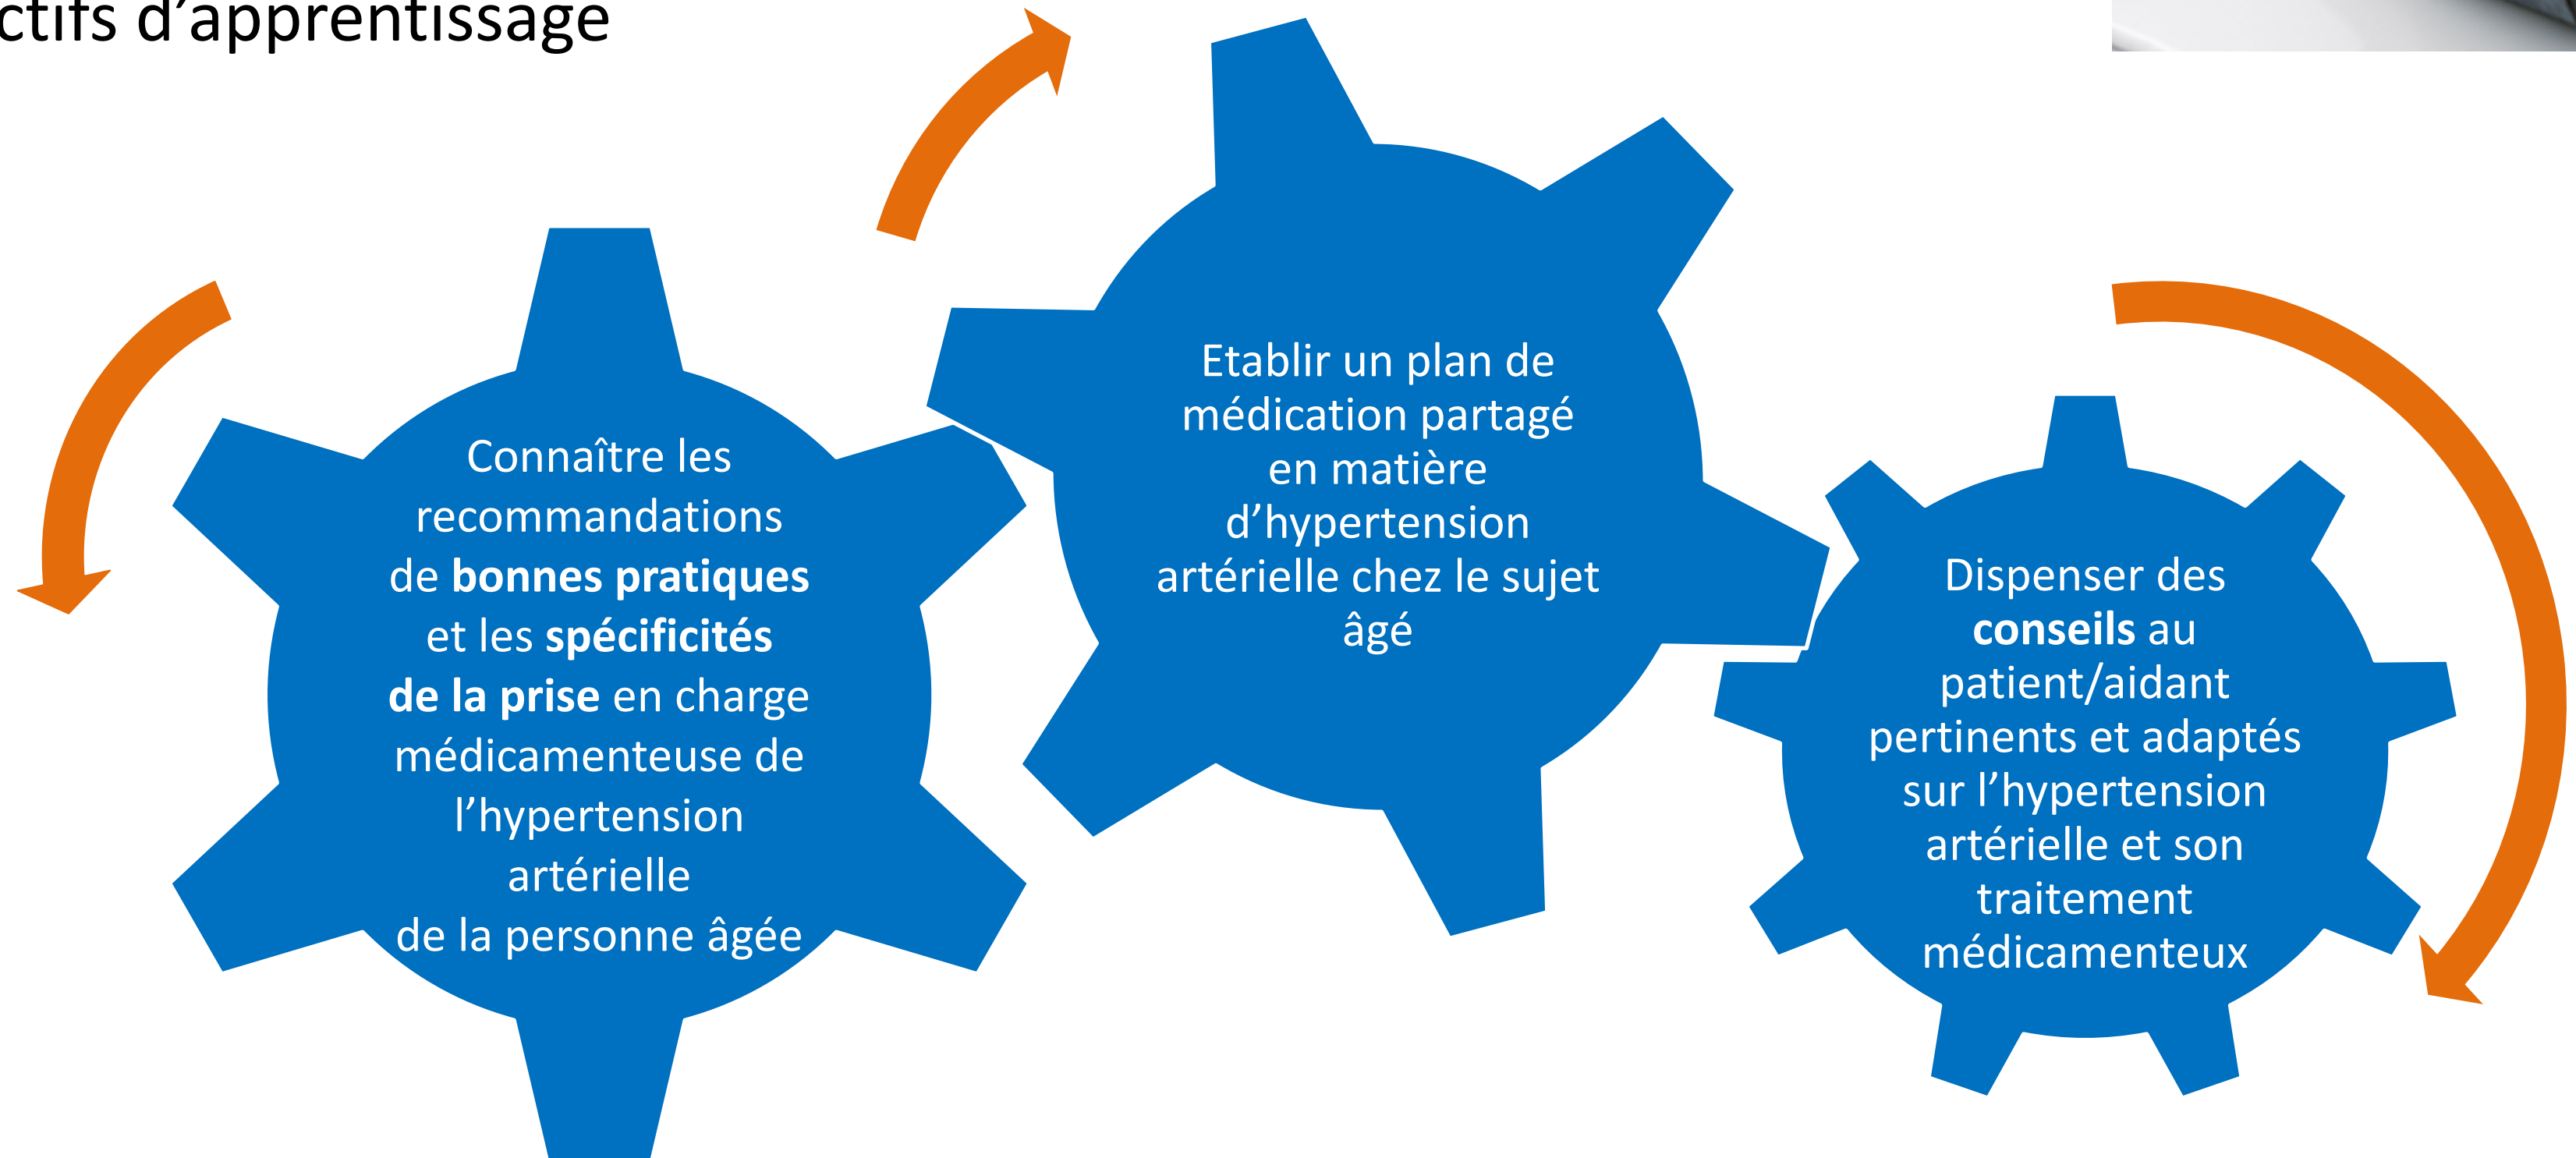 ctifs d’apprentissage
Connaître les
recommandations
de bonnes pratiques
et les spécificités
de la prise en charge
médicamenteuse de
l’hypertension
artérielle
de la personne âgée
Etablir un plan de
médication partagé
en matière
d’hypertension
artérielle chez le sujet
âgé
Dispenser des
conseils au
patient/aidant
pertinents et adaptés
sur l’hypertension
artérielle et son
traitement
médicamenteux